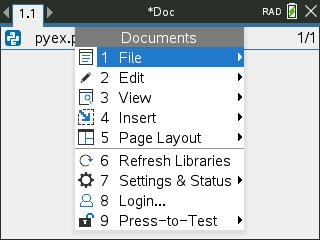 1.1
*Doc
RAD
pyex.p
1/1
Documents
1 File
2 Edit
3 View
4 Insert
5 Page Layout
6 Refresh Libraries
7 Settings & Status
8 Login...
9 Press-to-Test